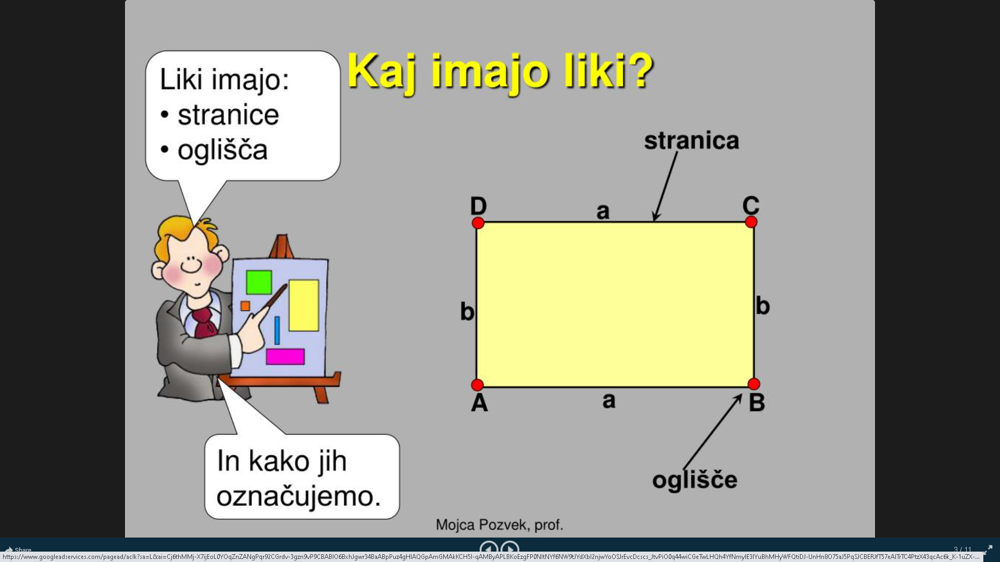 Kaj imajo liki?
Liki imajo:
• stranice
• oglišča
stranica
D
a
C
b
b
A
a
B
oglišče
In kako jih
označujemo.
Mojca Pozvek, prof.
Share
3 / 11